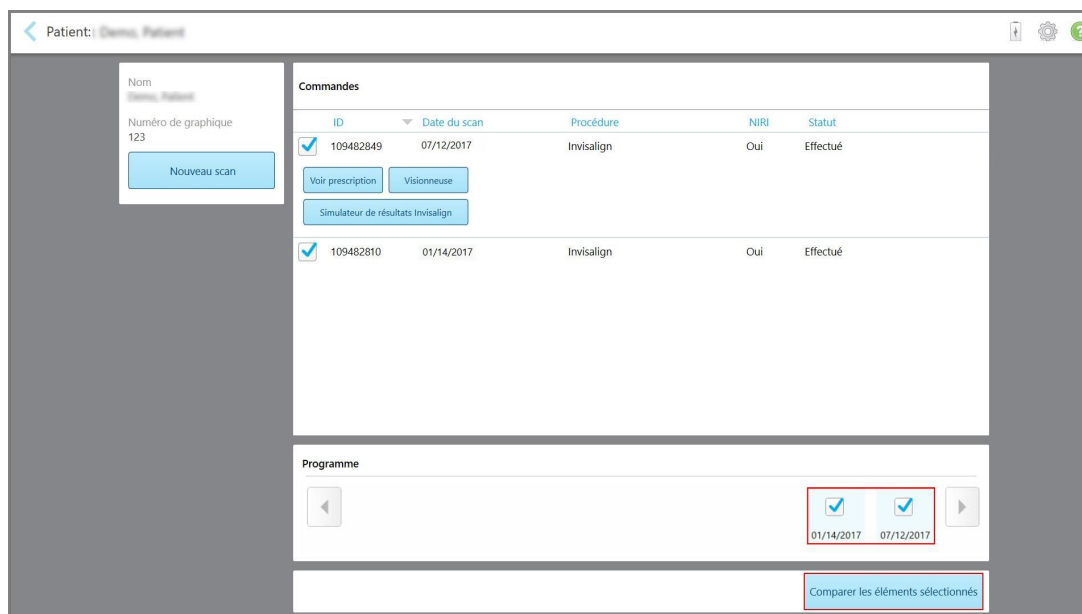 Patient:
Nom
Numéro de graphique
123
Nouveau scan
Commandes
ID Date du scan Procédure NIRI Statut
109482849 07/12/2017 Invisalign Oui Effectué
Voir prescription Visionneuse
Simulateur de résultats Invisalign
109482810 01/14/2017 Invisalign Oui Effectué
Programme
01/14/2017 07/12/2017
Comparer les éléments sélectionnés